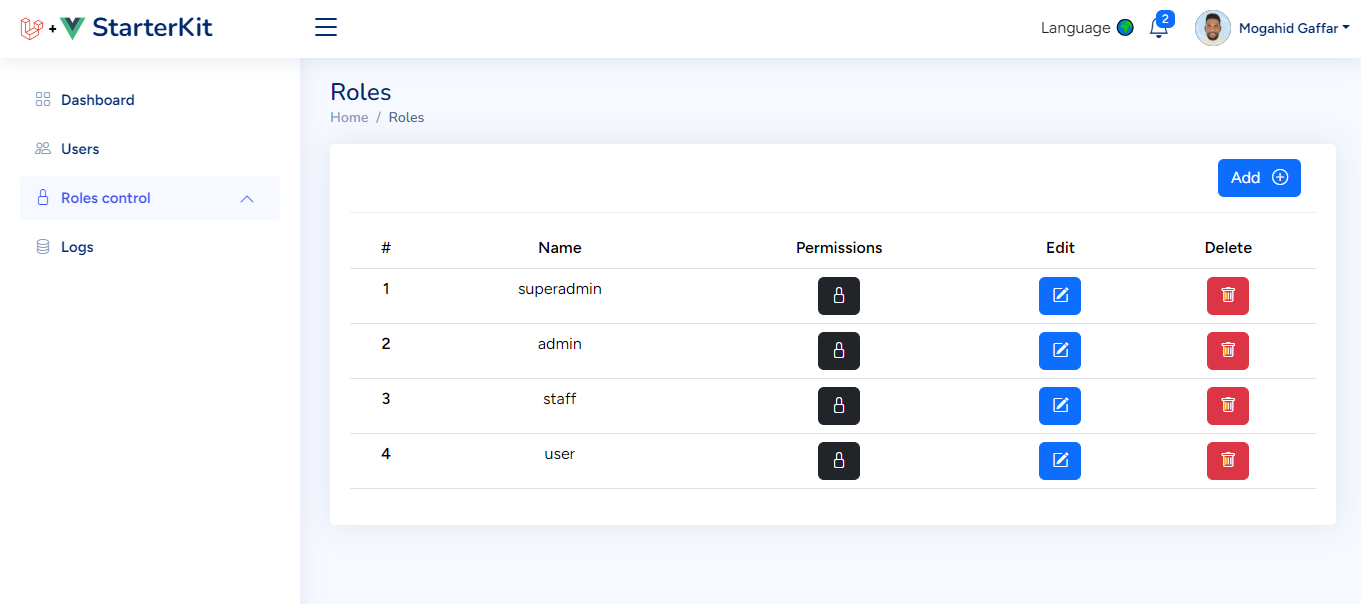 + StarterKit
Language 2 Mogahid Gaffar
Dashboard
Users
Roles control
Logs
Roles
Home / Roles
Add
# Name Permissions Edit Delete
1 superadmin
2 admin
3 staff
4 user